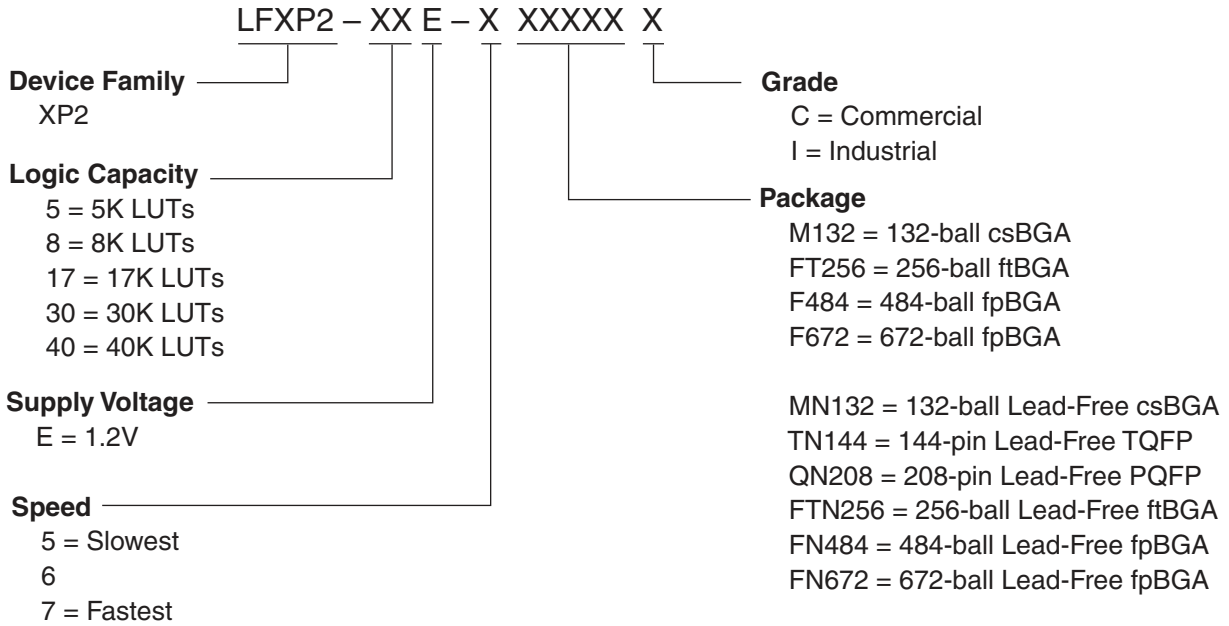 LFXP2 – XX E – X XXXXX X
Device Family
XP2
Logic Capacity
5 = 5K LUTs
8 = 8K LUTs
17 = 17K LUTs
30 = 30K LUTs
40 = 40K LUTs
Supply Voltage
E = 1.2V
Speed
5 = Slowest
6
7 = Fastest
Grade
C = Commercial
I = Industrial
Package
M132 = 132-ball csBGA
FT256 = 256-ball ftBGA
F484 = 484-ball fpBGA
F672 = 672-ball fpBGA
MN132 = 132-ball Lead-Free csBGA
TN144 = 144-pin Lead-Free TQFP
QN208 = 208-pin Lead-Free PQFP
FTN256 = 256-ball Lead-Free ftBGA
FN484 = 484-ball Lead-Free fpBGA
FN672 = 672-ball Lead-Free fpBGA